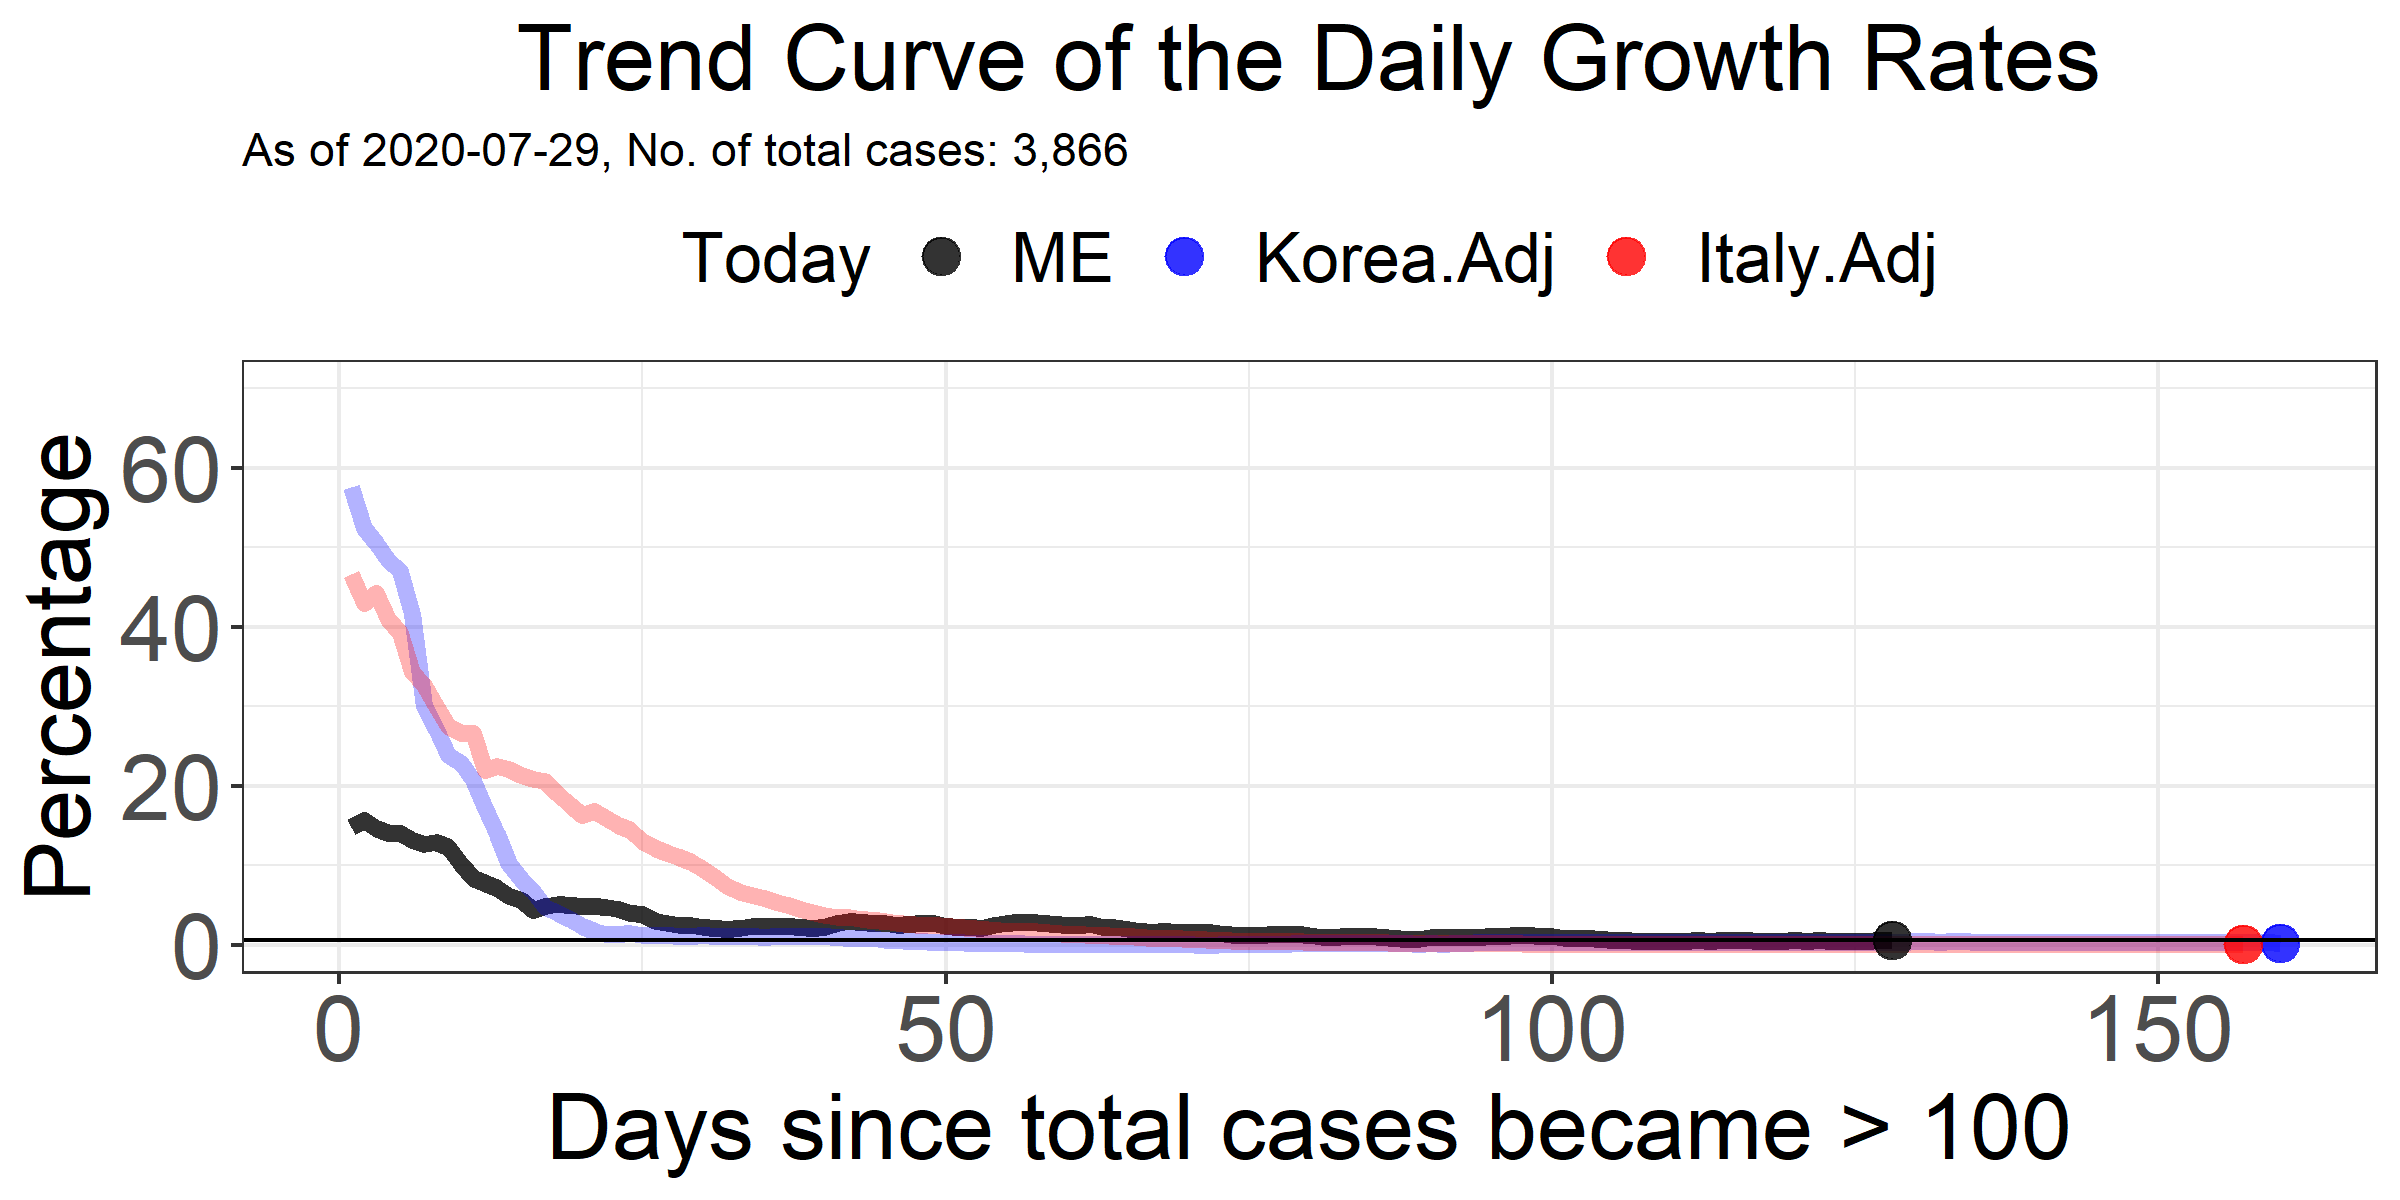 Trend Curve of the Daily Growth Rates
As of 2020-07-29, No. of total cases: 3,866
Today ME Korea.Adj Italy.Adj
Percentage
60
40
20
0
0 50 100 150
Days since total cases became > 100